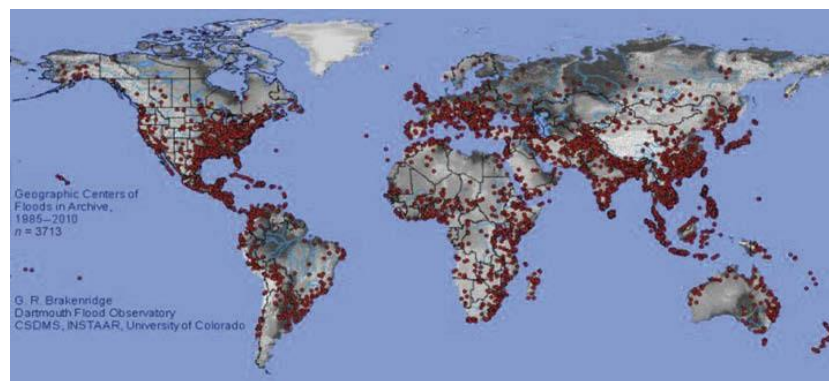 Geographic Centers of
Floods in Archive,
1985–2010
n = 3713
G. R. Brakenridge
Dartmouth Flood Observatory
CSDMS, INSTAAR, University of Colorado